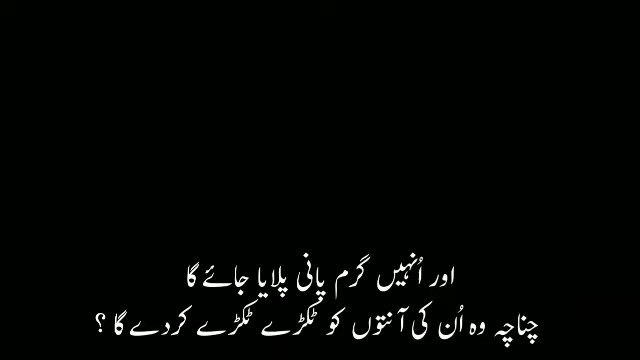 اور اُنہیں گرم پانی پلایا جائے گا
چناچہ وہ اُن کی آنتوں کو ٹکڑے ٹکڑے کردے گا ؟